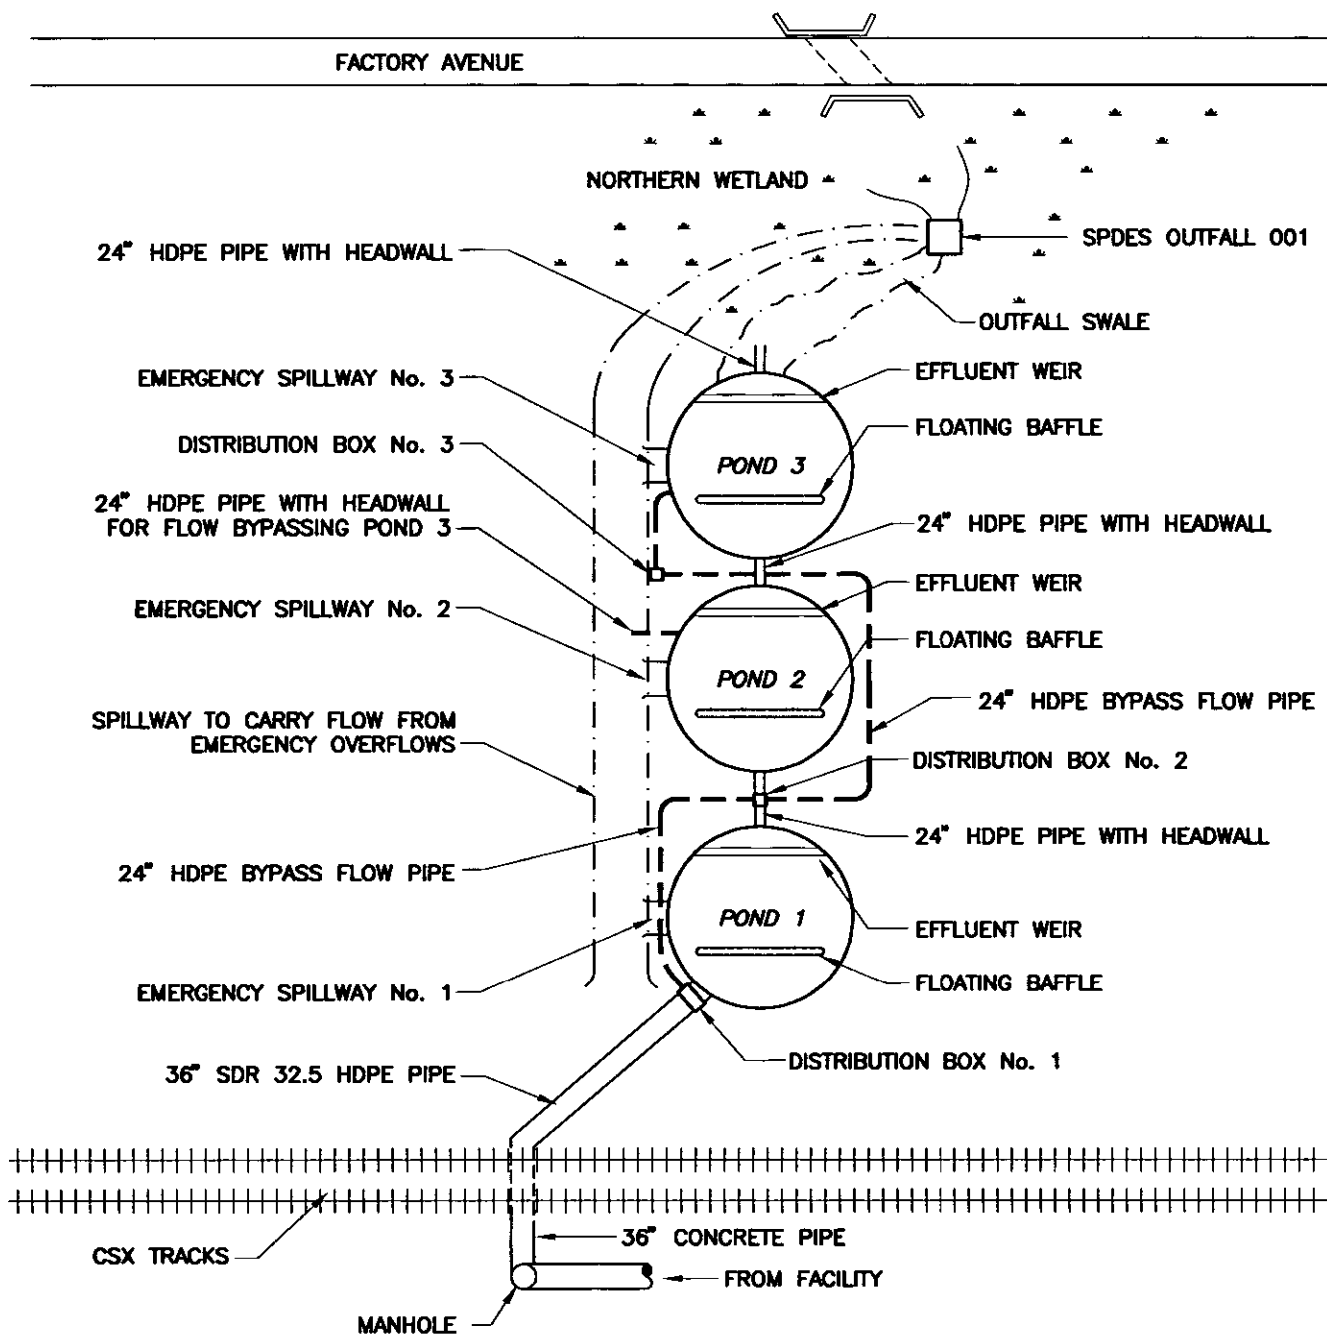 FACTORY AVENUE
NORTHERN WETLAND
24" HDPE PIPE WITH HEADWALL
SPDES OUTFALL 001
OUTFALL SWALE
EMERGENCY SPILLWAY No. 3
EFFLUENT WEIR
DISTRIBUTION BOX No. 3
FLOATING BAFFLE
POND 3
24" HDPE PIPE WITH HEADWALL
FOR FLOW BYPASSING POND 3
24" HDPE PIPE WITH HEADWALL
EMERGENCY SPILLWAY No. 2
EFFLUENT WEIR
FLOATING BAFFLE
POND 2
24" HDPE BYPASS FLOW PIPE
SPILLWAY TO CARRY FLOW FROM
EMERGENCY OVERFLOWS
DISTRIBUTION BOX No. 2
24" HDPE PIPE WITH HEADWALL
24" HDPE BYPASS FLOW PIPE
POND 1
EFFLUENT WEIR
FLOATING BAFFLE
EMERGENCY SPILLWAY No. 1
DISTRIBUTION BOX No. 1
36" SDR 32.5 HDPE PIPE
36" CONCRETE PIPE
CSX TRACKS
FROM FACILITY
MANHOLE